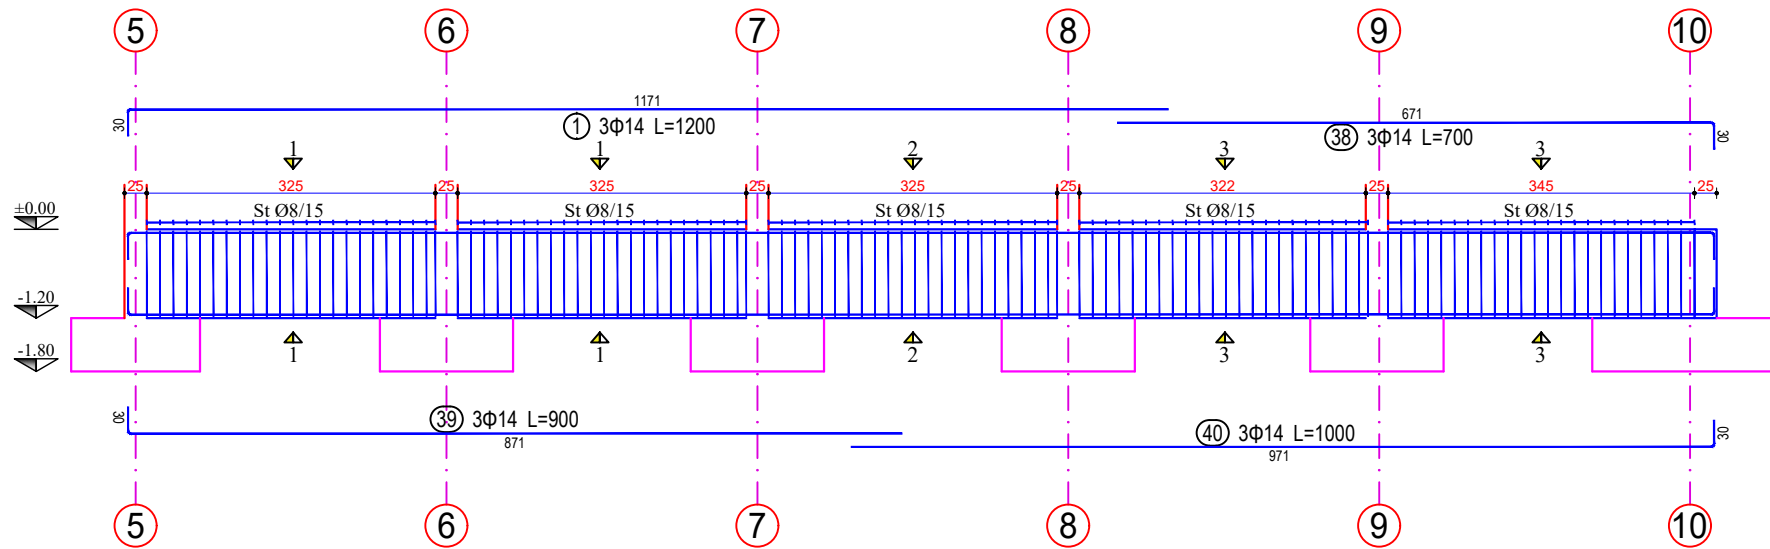 5 6 7 8 9 10
1171
30 1 3Φ14 L=1200
671
38 3Φ14 L=700 30
1 1 2 3 3
25 325 25 325 25 325 25 322 25 345 25
±0.00 St Ø8/15 St Ø8/15 St Ø8/15 St Ø8/15 St Ø8/15
-1.20
-1.80 1 1 2 3 3
30 39 3Φ14 L=900
871
40 3Φ14 L=1000 30
971
5 6 7 8 9 10